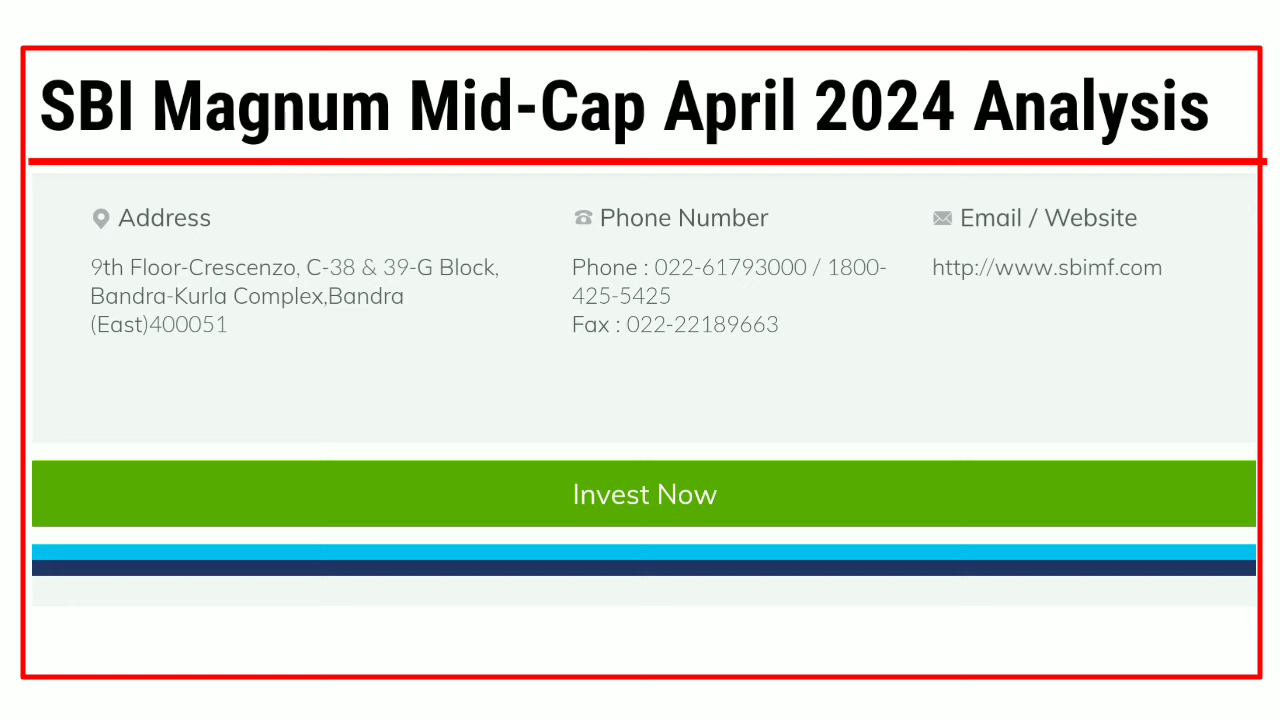 SBI Magnum Mid-Cap April 2024 Analysis
Address
9th Floor-Crescenzo, C-38 & 39-G Block,
Bandra-Kurla Complex,Bandra
(East)400051
Phone Number
Phone : 022-61793000 / 1800-
425-5425
Fax : 022-22189663
Email / Website
http://www.sbimf.com
Invest Now